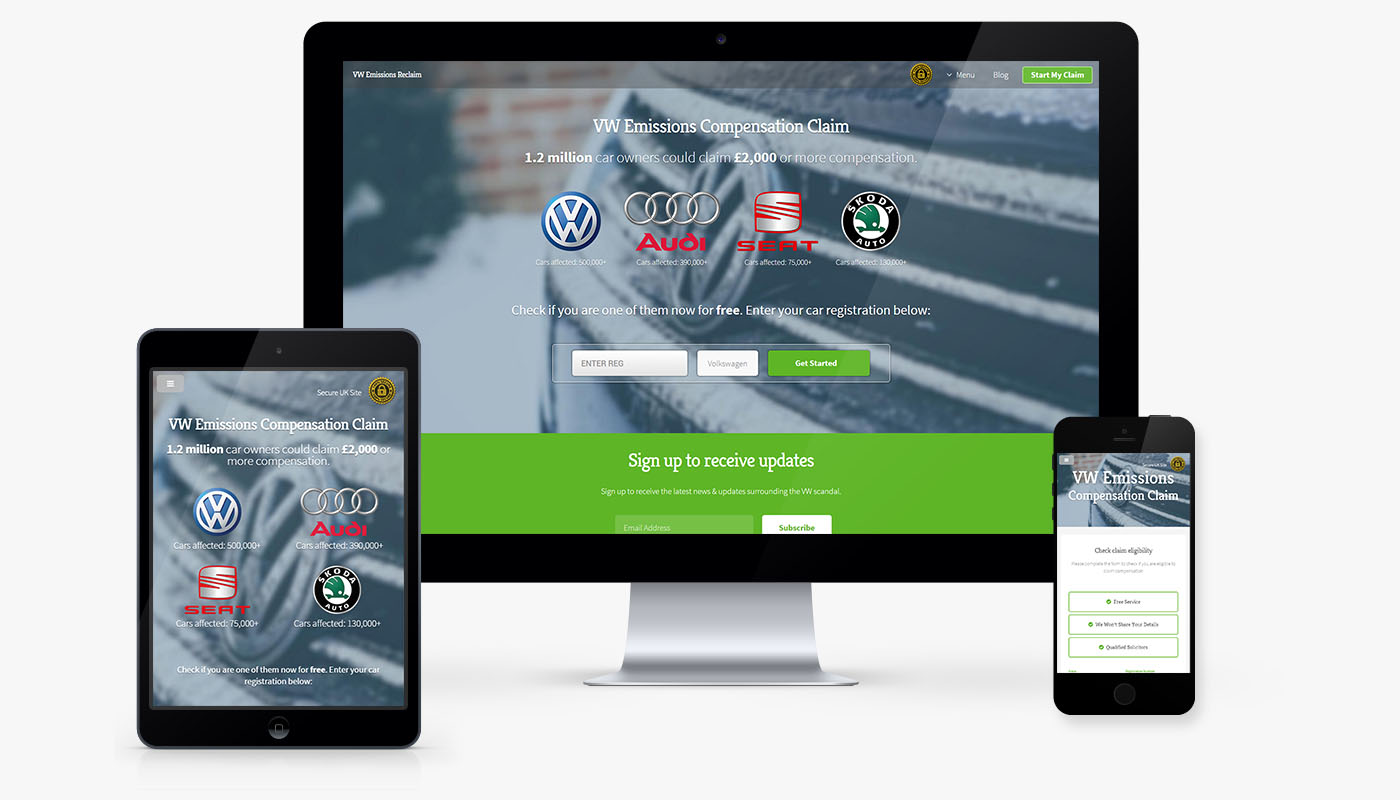 VW Emissions Reclaim
Menu
Blog
Start My Claim
VW Emissions Compensation Claim
1.2 million car owners could claim £2,000 or more compensation.
Audi
SEAT
SKODA
AUTO
Cars affected: 500,000+
Cars affected: 390,000+
Cars affected: 75,000+
Cars affected: 130,000+
Check if you are one of them now for free. Enter your car registration below:
ENTER REG
Volkswagen
Get Started
Sign up to receive updates
Sign up to receive the latest news & updates surrounding the VW scandal.
Email Address
Subscribe
Secure UK Site
VW Emissions Compensation Claim
1.2 million car owners could claim £2,000 or
more compensation.
Audi
Cars affected: 500,000+
Cars affected: 390,000+
SEAT
SKODA
AUTO
Cars affected: 75,000+
Cars affected: 130,000+
Check if you are one of them now for free. Enter your car
registration below:
Secure UK Site
VW Emissions
Compensation Claim
Check claim eligibility
Please complete the form to check if you are eligible to
claim compensation
Free Service
We Won't Share Your Details
Qualified Solicitors